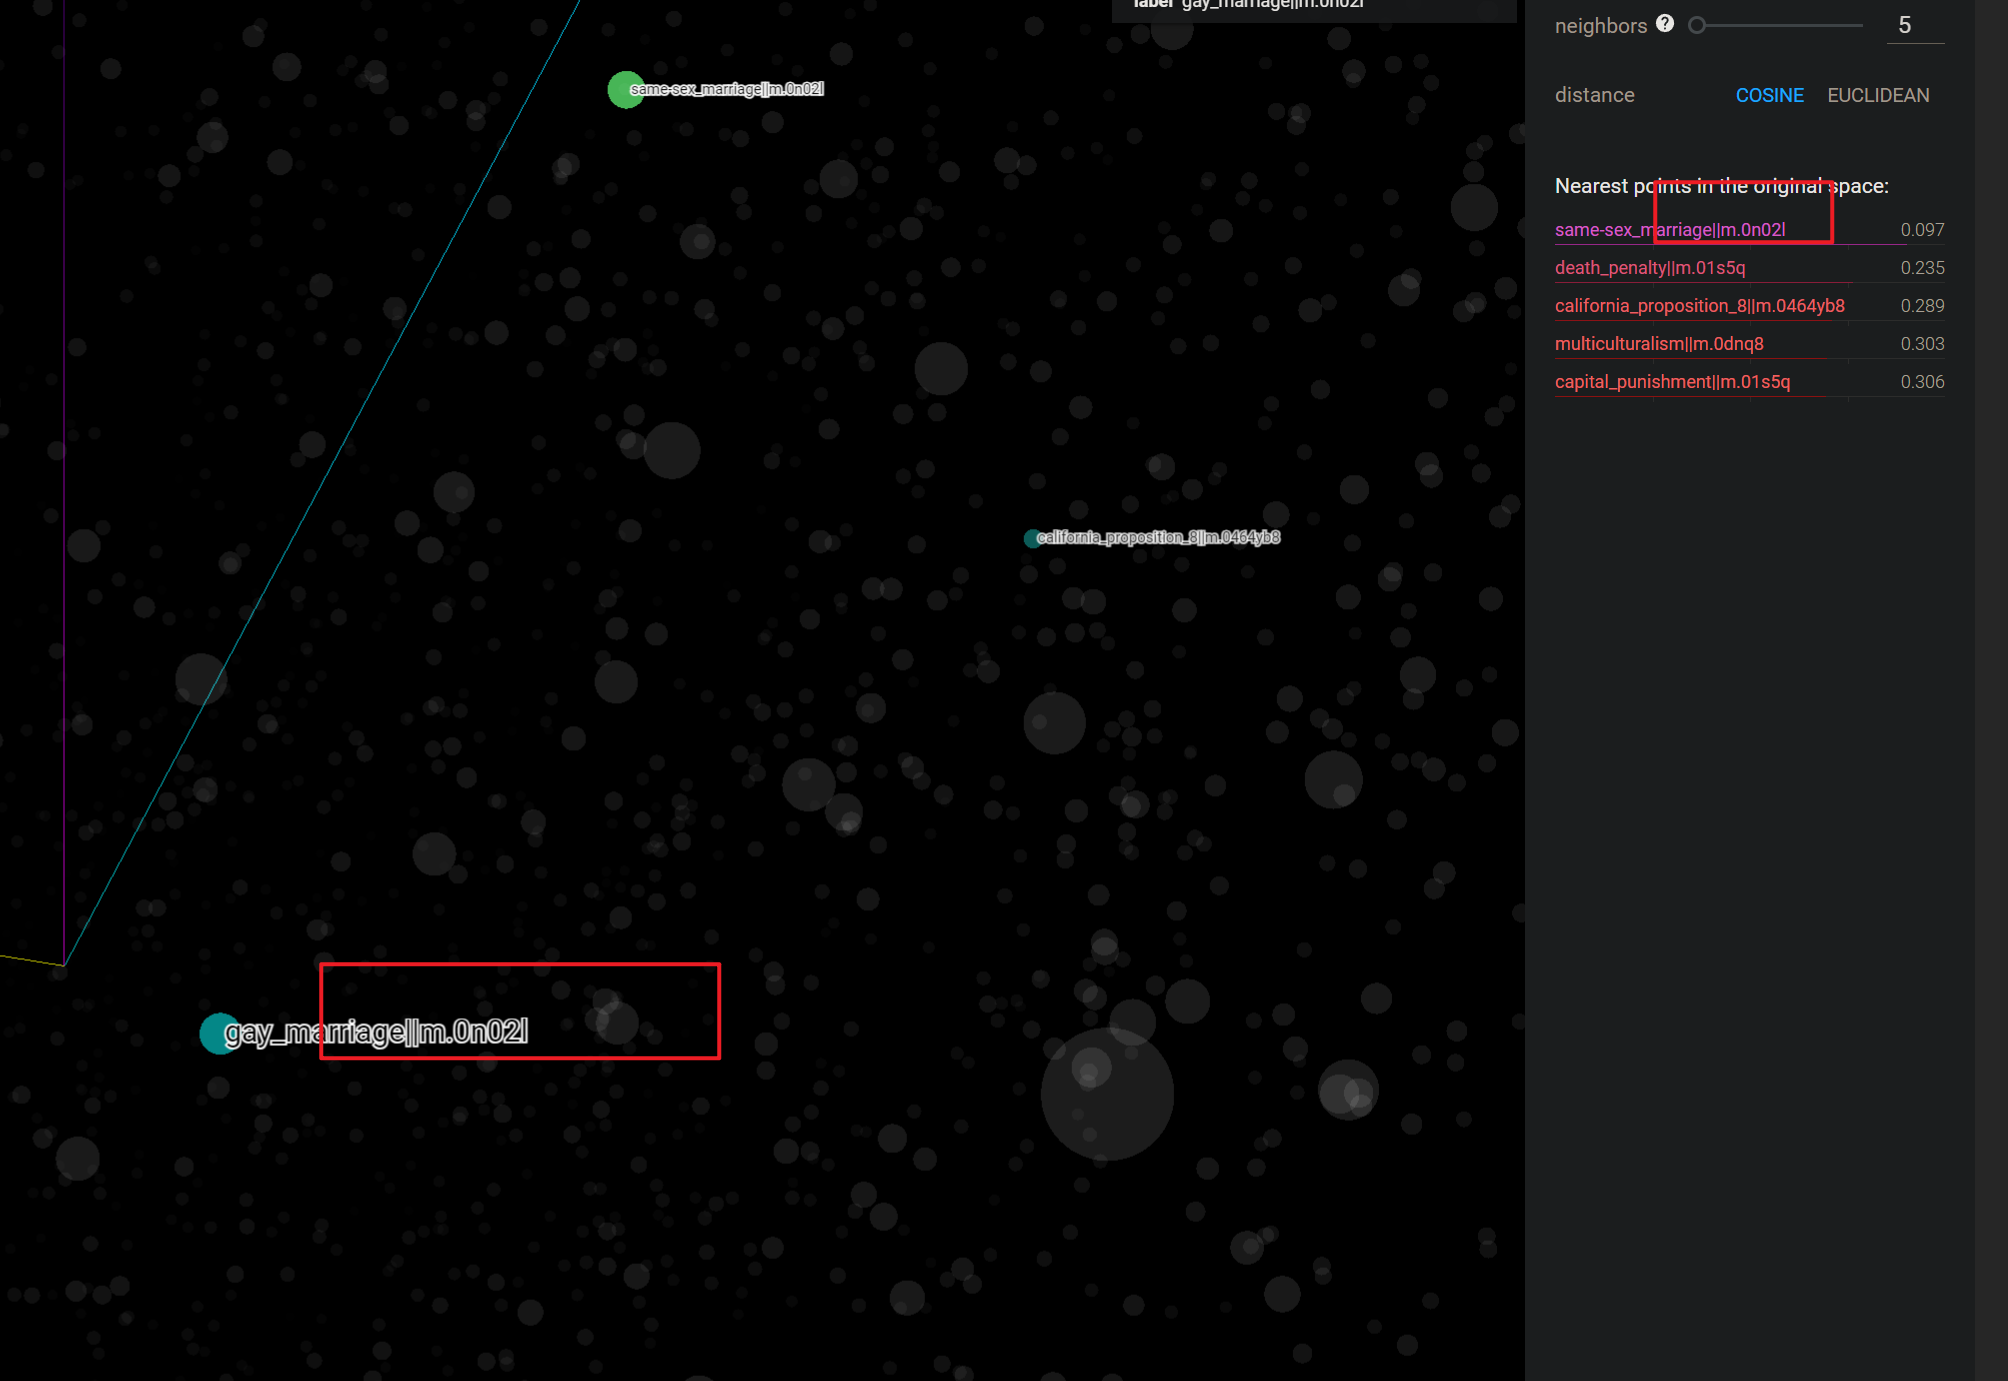 label gay_marriage||m.0n02l
same-sex_marriage||m.0n02l
california_proposition_8||m.0464yb8
gay_marriage||m.0n02l
neighbors ? 5
distance COSINE EUCLIDEAN
Nearest points in the original space:
same-sex_marriage||m.0n02l 0.097
death_penalty||m.01s5q 0.235
california_proposition_8||m.0464yb8 0.289
multiculturalism||m.0dnq8 0.303
capital_punishment||m.01s5q 0.306